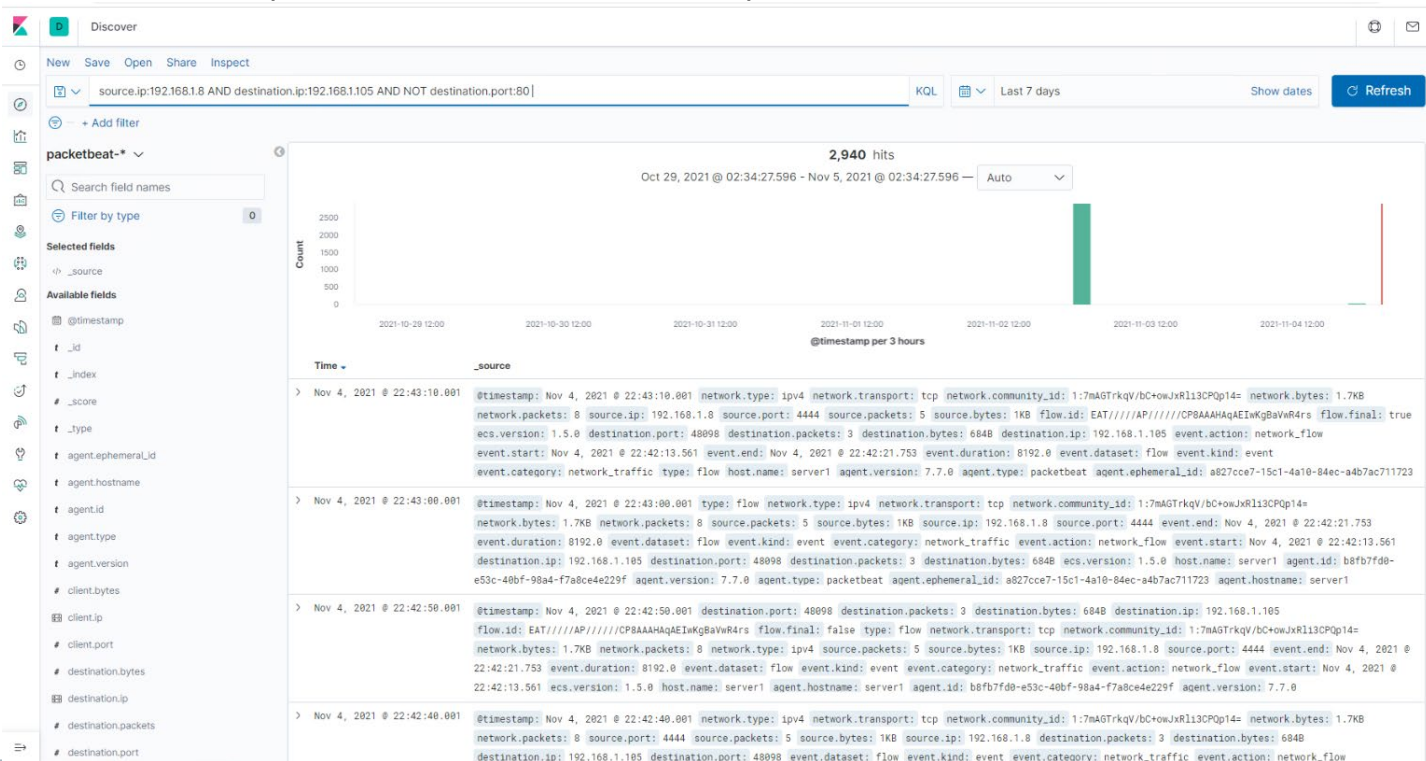 D Discover
New Save Open Share Inspect
source.ip:192.168.1.8 AND destination.ip:192.168.1.105 AND NOT destination.port:80 KQL Last 7 days Show dates Refresh
+ Add filter
packetbeat-*
Search field names
Filter by type 0
Selected fields
</> _source
Available fields
@timestamp
t _id
t _index
# _score
t _type
t agent.ephemeral_id
t agent.hostname
t agent.id
t agent.type
t agent.version
# client.bytes
client.ip
# client.port
# destination.bytes
destination.ip
# destination.packets
# destination.port
2,940 hits
Oct 29, 2021 @ 02:34:27.596 - Nov 5, 2021 @ 02:34:27.596 — Auto
Count
2500
2000
1500
1000
500
0
2021-10-29 12:00 2021-10-30 12:00 2021-10-31 12:00 2021-11-01 12:00 2021-11-02 12:00 2021-11-03 12:00 2021-11-04 12:00
@timestamp per 3 hours
Time _source
Nov 4, 2021 @ 22:43:10.001 @timestamp: Nov 4, 2021 @ 22:43:10.001 network.type: ipv4 network.transport: tcp network.community_id: 1:7mAGTrkqV/bC+owJxRli3CPQp14= network.bytes: 1.7KB
network.packets: 8 source.ip: 192.168.1.8 source.port: 4444 source.packets: 5 source.bytes: 1KB flow.id: EAT/////AP//////CP8AAAHAqAEIwKgBaVwR4rs flow.final: true
ecs.version: 1.5.0 destination.port: 48098 destination.packets: 3 destination.bytes: 684B destination.ip: 192.168.1.105 event.action: network_flow
event.start: Nov 4, 2021 @ 22:42:13.561 event.end: Nov 4, 2021 @ 22:42:21.753 event.duration: 8192.0 event.dataset: flow event.kind: event
event.category: network_traffic type: flow host.name: server1 agent.version: 7.7.0 agent.type: packetbeat agent.ephemeral_id: a827cce7-15c1-4a10-84ec-a4b7ac711723
Nov 4, 2021 @ 22:43:00.001 @timestamp: Nov 4, 2021 @ 22:43:00.001 type: flow network.type: ipv4 network.transport: tcp network.community_id: 1:7mAGTrkqV/bC+owJxRli3CPQp14=
network.bytes: 1.7KB network.packets: 8 source.packets: 5 source.bytes: 1KB source.ip: 192.168.1.8 source.port: 4444 event.end: Nov 4, 2021 @ 22:42:21.753
event.duration: 8192.0 event.dataset: flow event.kind: event event.category: network_traffic event.action: network_flow event.start: Nov 4, 2021 @ 22:42:13.561
destination.ip: 192.168.1.105 destination.port: 48098 destination.packets: 3 destination.bytes: 684B ecs.version: 1.5.0 host.name: server1 agent.id: b8fb7fd0-
e53c-40bf-98a4-f7a8ce4e229f agent.version: 7.7.0 agent.type: packetbeat agent.ephemeral_id: a827cce7-15c1-4a10-84ec-a4b7ac711723 agent.hostname: server1
Nov 4, 2021 @ 22:42:50.001 @timestamp: Nov 4, 2021 @ 22:42:50.001 destination.port: 48098 destination.packets: 3 destination.bytes: 684B destination.ip: 192.168.1.105
flow.id: EAT/////AP//////CP8AAAHAqAEIwKgBaVwR4rs flow.final: false type: flow network.transport: tcp network.community_id: 1:7mAGTrkqV/bC+owJxRli3CPQp14=
network.bytes: 1.7KB network.packets: 8 network.type: ipv4 source.packets: 5 source.bytes: 1KB source.ip: 192.168.1.8 source.port: 4444 event.end: Nov 4, 2021 @
22:42:21.753 event.duration: 8192.0 event.dataset: flow event.kind: event event.category: network_traffic event.action: network_flow event.start: Nov 4, 2021 @
22:42:13.561 ecs.version: 1.5.0 host.name: server1 agent.hostname: server1 agent.id: b8fb7fd0-e53c-40bf-98a4-f7a8ce4e229f agent.version: 7.7.0
Nov 4, 2021 @ 22:42:40.001 @timestamp: Nov 4, 2021 @ 22:42:40.001 network.type: ipv4 network.transport: tcp network.community_id: 1:7mAGTrkqV/bC+owJxRli3CPQp14= network.bytes: 1.7KB
network.packets: 8 source.port: 4444 source.packets: 5 source.bytes: 1KB source.ip: 192.168.1.8 destination.packets: 3 destination.bytes: 684B
destination.ip: 192.168.1.105 destination.port: 48098 event.dataset: flow event.kind: event event.category: network_traffic event.action: network_flow